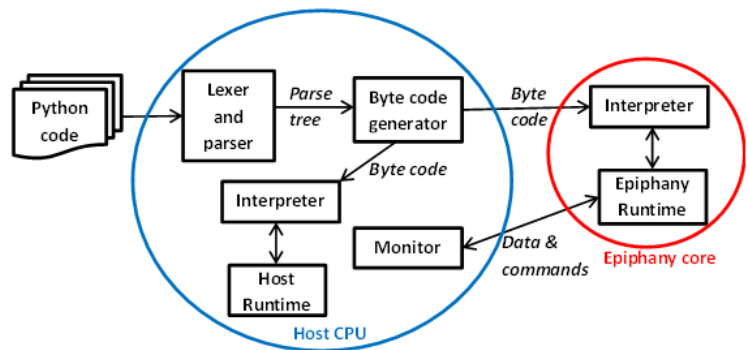 Python
code
Lexer
and
parser
Parse
tree
Byte code
generator
Byte
code
Interpreter
Byte code
Interpreter
Epiphany
Runtime
Monitor
Data &
commands
Host
Runtime
Epiphany core
Host CPU